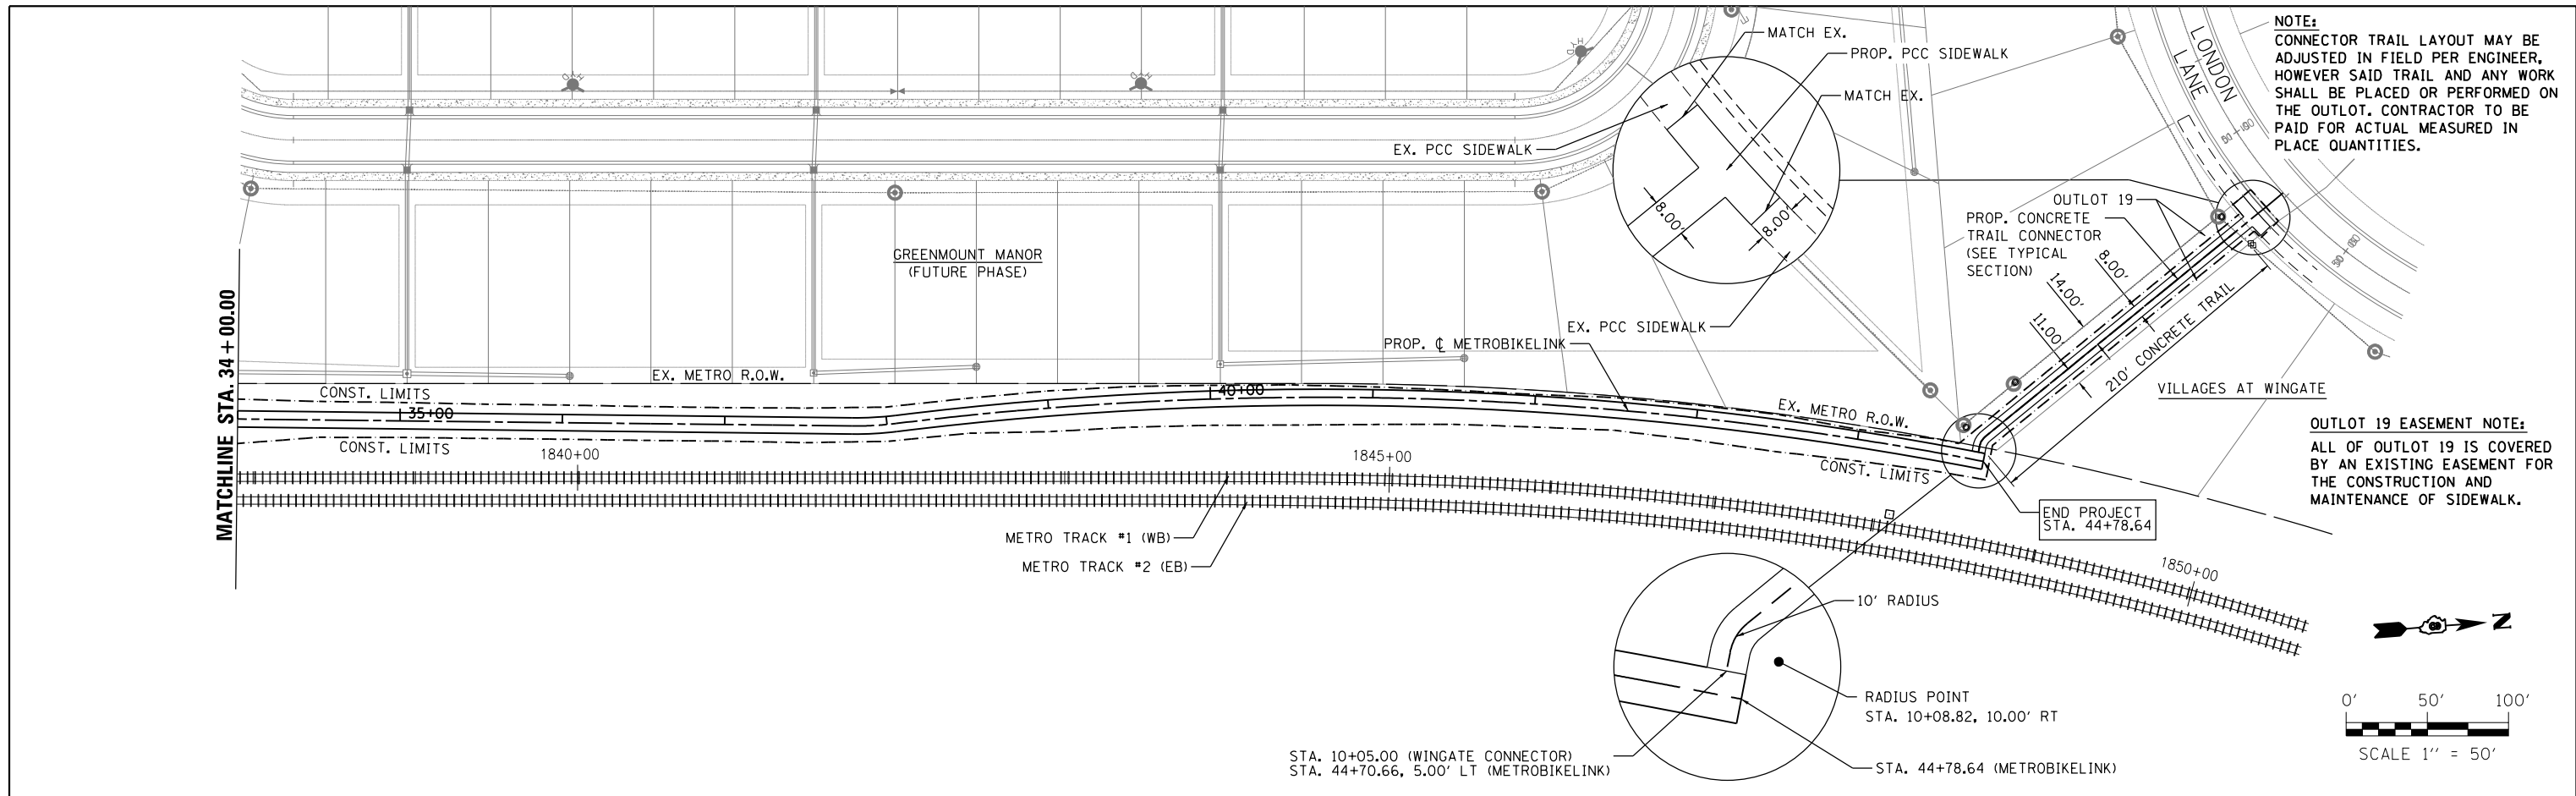 NOTE:
CONNECTOR TRAIL LAYOUT MAY BE
ADJUSTED IN FIELD PER ENGINEER,
HOWEVER SAID TRAIL AND ANY WORK
SHALL BE PLACED OR PERFORMED ON
THE OUTLOT. CONTRACTOR TO BE
PAID FOR ACTUAL MEASURED IN
PLACE QUANTITIES.
LONDON
LANE
MATCH EX.
PROP. PCC SIDEWALK
MATCH EX.
EX. PCC SIDEWALK
8.00'
8.00'
EX. PCC SIDEWALK
HYD
HYD
HYD
OUTLOT 19
PROP. CONCRETE
TRAIL CONNECTOR
(SEE TYPICAL
SECTION)
8.00'
14.00'
11.00'
210' CONCRETE TRAIL
GREENMOUNT MANOR
(FUTURE PHASE)
PROP. ℄ METROBIKELINK
MATCHLINE STA. 34+00.00
EX. METRO R.O.W.
CONST. LIMITS
35+00
40+00
EX. METRO R.O.W.
CONST. LIMITS
CONST. LIMITS
VILLAGES AT WINGATE
OUTLOT 19 EASEMENT NOTE:
ALL OF OUTLOT 19 IS COVERED
BY AN EXISTING EASEMENT FOR
THE CONSTRUCTION AND
MAINTENANCE OF SIDEWALK.
1840+00
1845+00
1850+00
END PROJECT
STA. 44+78.64
METRO TRACK #1 (WB)
METRO TRACK #2 (EB)
10' RADIUS
RADIUS POINT
STA. 10+08.82, 10.00' RT
STA. 10+05.00 (WINGATE CONNECTOR)
STA. 44+70.66, 5.00' LT (METROBIKELINK)
STA. 44+78.64 (METROBIKELINK)
N
0' 50' 100'
SCALE 1'' = 50'